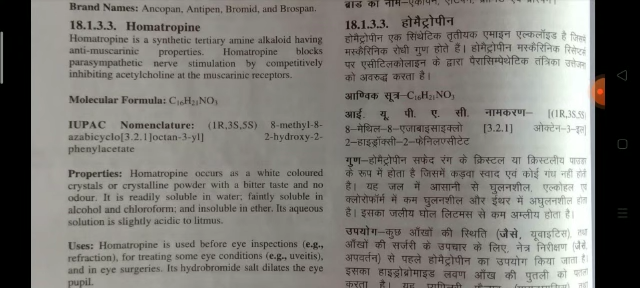 Brand Names: Ancopan, Antipen, Bromid, and Brospan.
18.1.3.3. Homatropine
Homatropine is a synthetic tertiary amine alkaloid having
anti-muscarinic properties. Homatropine blocks
parasympathetic nerve stimulation by competitively
inhibiting acetylcholine at the muscarinic receptors.
Molecular Formula: C₁₆H₂₁NO₃
IUPAC Nomenclature: (1R,3S,5S) 8-methyl-8-
azabicyclo[3.2.1]octan-3-yl] 2-hydroxy-2-
phenylacetate
Properties: Homatropine occurs as a white coloured
crystals or crystalline powder with a bitter taste and no
odour. It is readily soluble in water; faintly soluble in
alcohol and chloroform; and insoluble in ether. Its aqueous
solution is slightly acidic to litmus.
Uses: Homatropine is used before eye inspections (e.g.,
refraction), for treating some eye conditions (e.g., uveitis),
and in eye surgeries. Its hydrobromide salt dilates the eye
pupil.
18.1.3.3. होमैट्रोपीन
होमैट्रोपीन एक सिंथेटिक तृतीयक एमाइन एल्कलॉइड है जिसमें
मस्कैरिनिक रोधी गुण होते हैं। होमैट्रोपीन मस्कैरिनिक
पर एसीटिलकोलाइन के द्वारा पैरासिम्पेथेटिक तंत्रिका
को अवरुद्ध करता है।
आण्विक सूत्र–C₁₆H₂₁NO₃
आई. यू. पी. ए. सी. नामकरण– [(1R,3S,5S)
8–मेथिल–8–एजाबाइसाइक्लो [3.2.1] ओक्टेन–3–इल]
2–हाइड्रॉक्सी–2–फेनिलएसीटेट
गुण–होमैट्रोपीन सफेद रंग के क्रिस्टल या क्रिस्टलीय
के रूप में होता है जिसमें कड़वा स्वाद एवं कोई गंध नहीं होती
है। यह जल में आसानी से घुलनशील, एल्कोहल एवं
क्लोरोफॉर्म में कम घुलनशील और ईथर में अघुलनशील होता
है। इसका जलीय घोल लिटमस से कम अम्लीय होता है।
उपयोग–कुछ आँखों की स्थिति (जैसे, यूवाइटिस), तथा
आँखों की सर्जरी के उपचार के लिए, नेत्र निरीक्षण (जैसे,
अपवर्तन) से पहले होमैट्रोपीन का उपयोग किया जाता है।
इसका हाइड्रोब्रोमाइड लवण आँख की पुतली को